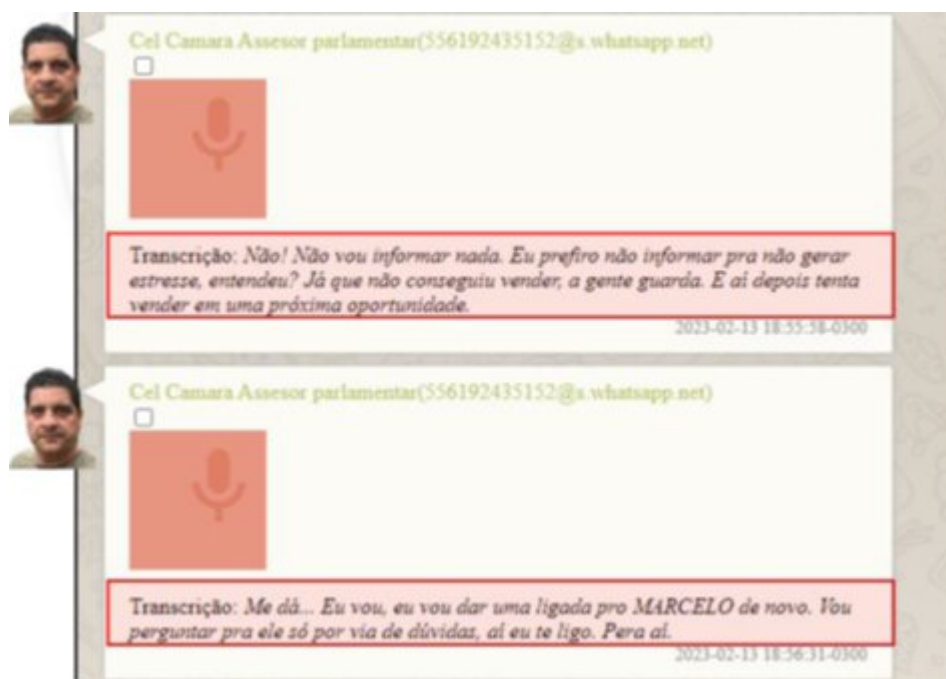 Cel Camara Assesor parlamentar(556192435152@s.whatsapp.net)
Transcrição: Não! Não vou informar nada. Eu prefiro não informar pra não gerar
estresse, entendeu? Já que não conseguiu vender, a gente guarda. E aí depois tenta
vender em uma próxima oportunidade.
2023-02-13 18:55:58-0300
Cel Camara Assesor parlamentar(556192435152@s.whatsapp.net)
Transcrição: Me dá... Eu vou, eu vou dar uma ligada pro MARCELO de novo. Vou
perguntar pra ele só por via de dúvidas, aí eu te ligo. Pera aí.
2023-02-13 18:56:31-0300